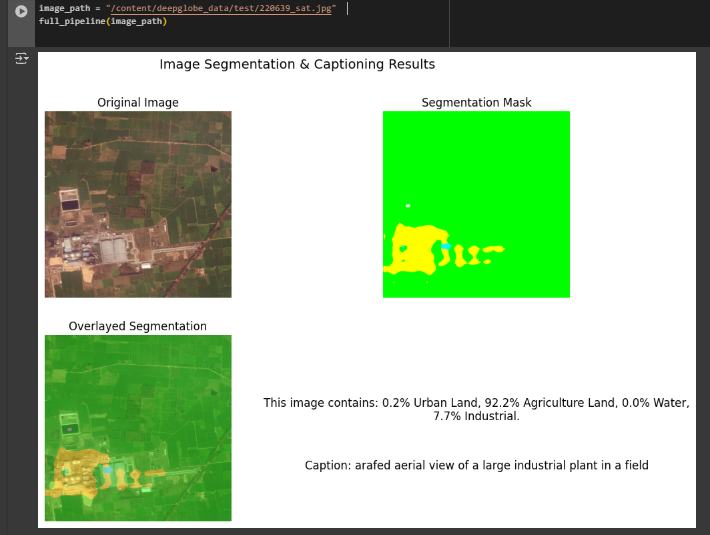 image_path = "/content/deepglobe_data/test/220639_sat.jpg"
full_pipeline(image_path)
Image Segmentation & Captioning Results
Original Image
Segmentation Mask
Overlayed Segmentation
This image contains: 0.2% Urban Land, 92.2% Agriculture Land, 0.0% Water,
7.7% Industrial.
Caption: arafed aerial view of a large industrial plant in a field